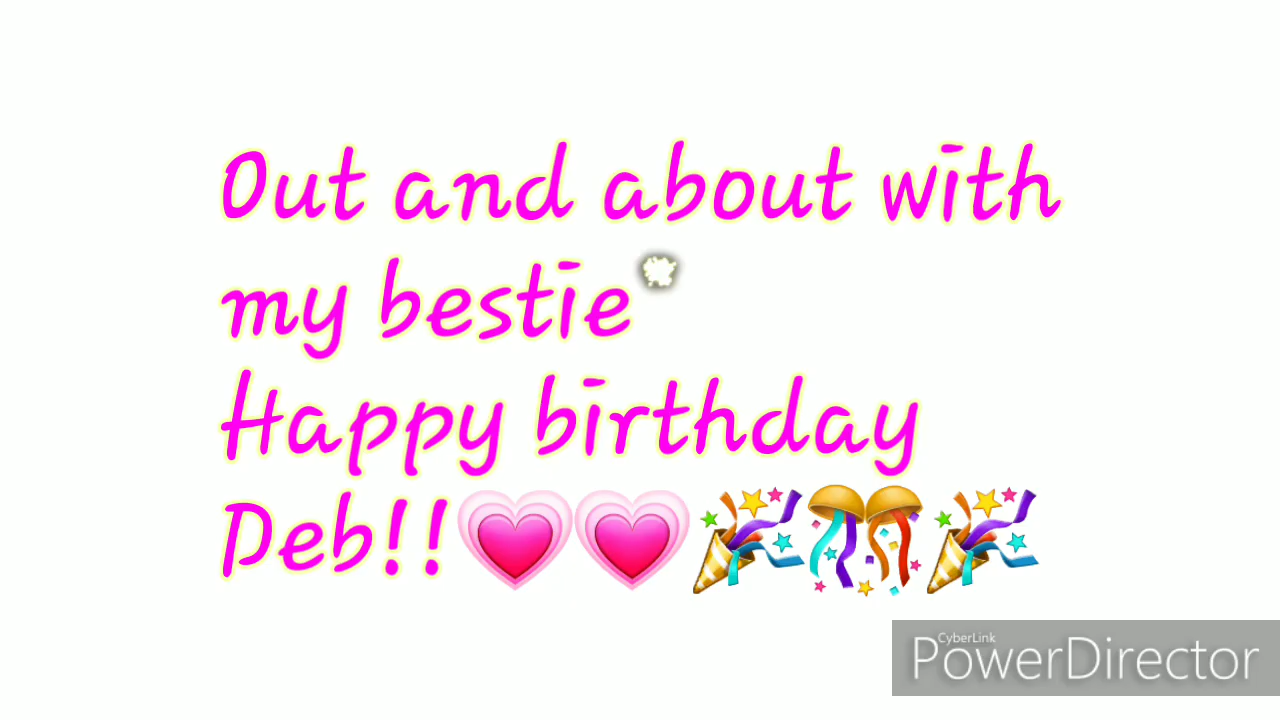 Out and about with
my bestie
Happy birthday
Deb!!💗💗🎉🎊🎉
CyberLink
PowerDirector